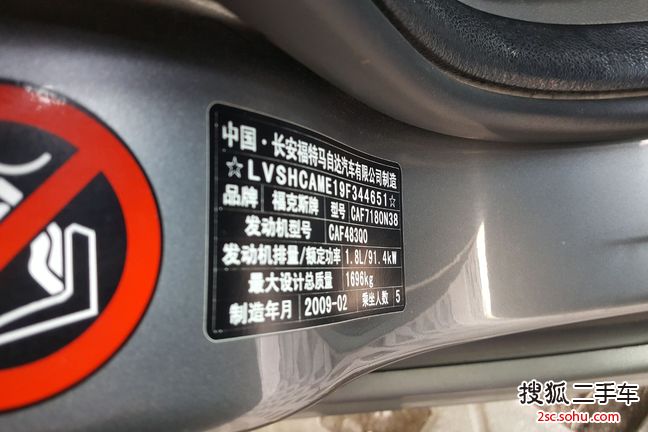 中国·长安福特马自达汽车有限公司制造
☆LVSHCAME19F344651☆
品牌 福克斯牌 型号 CAF7180N38
发动机型号 CAF483Q0
发动机排量/额定功率 1.8L/91.4kW
最大设计总质量 1696kg
制造年月 2009-02 乘坐人数 5
搜狐二手车
2sc.sohu.com